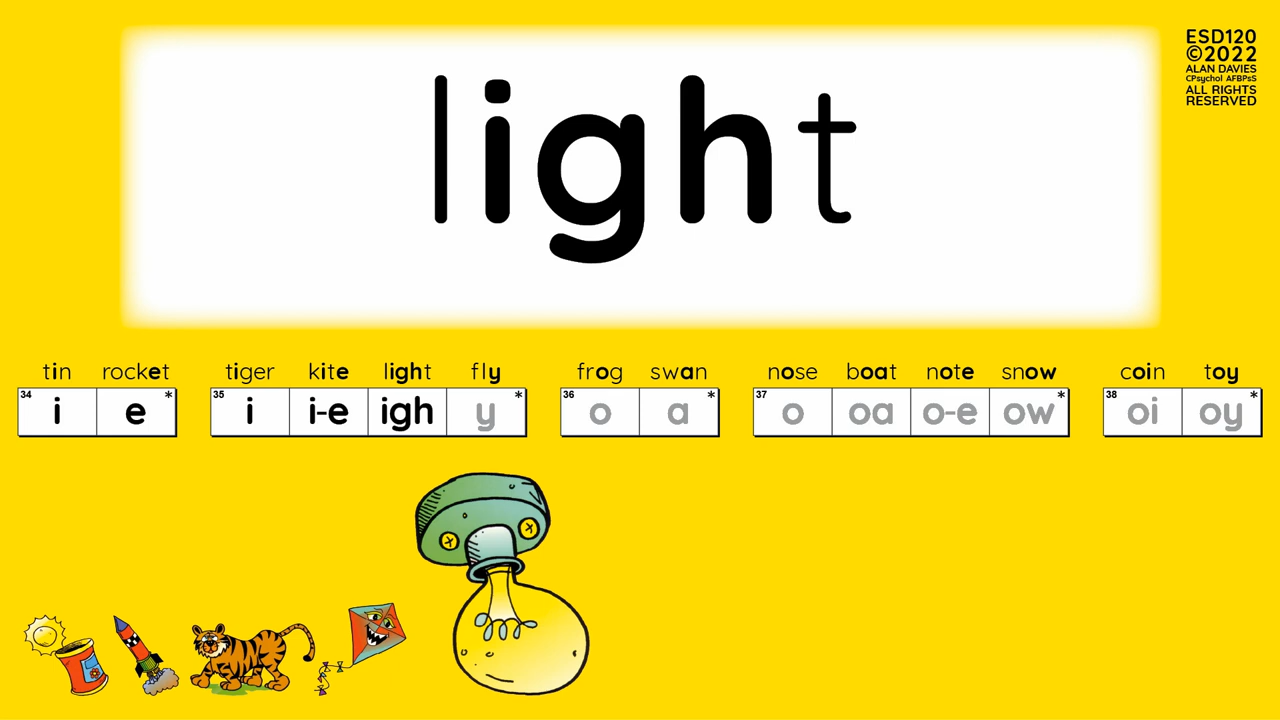 light
ESD120
©2022
ALAN DAVIES
CPsychol AFBPsS
ALL RIGHTS
RESERVED
tin rocket tiger kite light fly frog swan nose boat note snow coin toy
34 i e * 35 i i-e igh y * 36 o a * 37 o oa o-e ow * 38 oi oy *